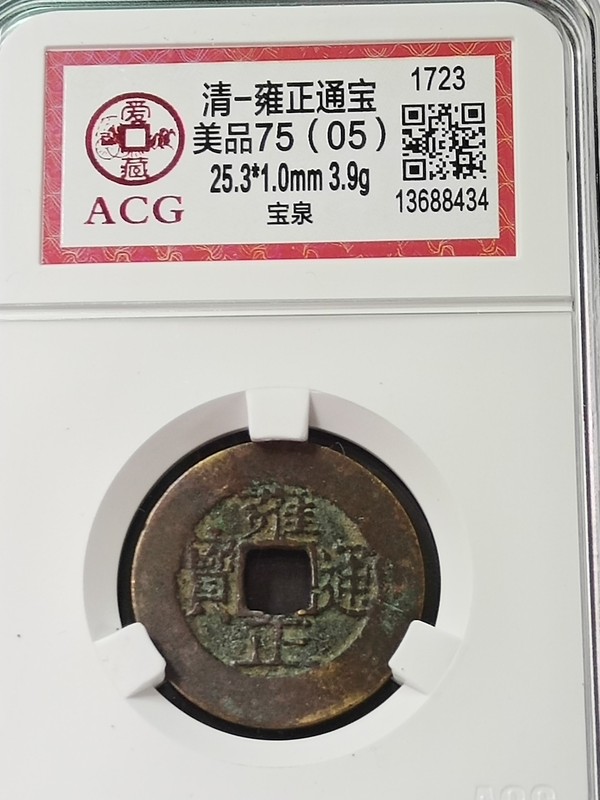 清-雍正通宝
1723
美品75（05）
25.3*1.0mm 3.9g
宝泉
13688434
愛
藏
ACG
雍
正
通
寶